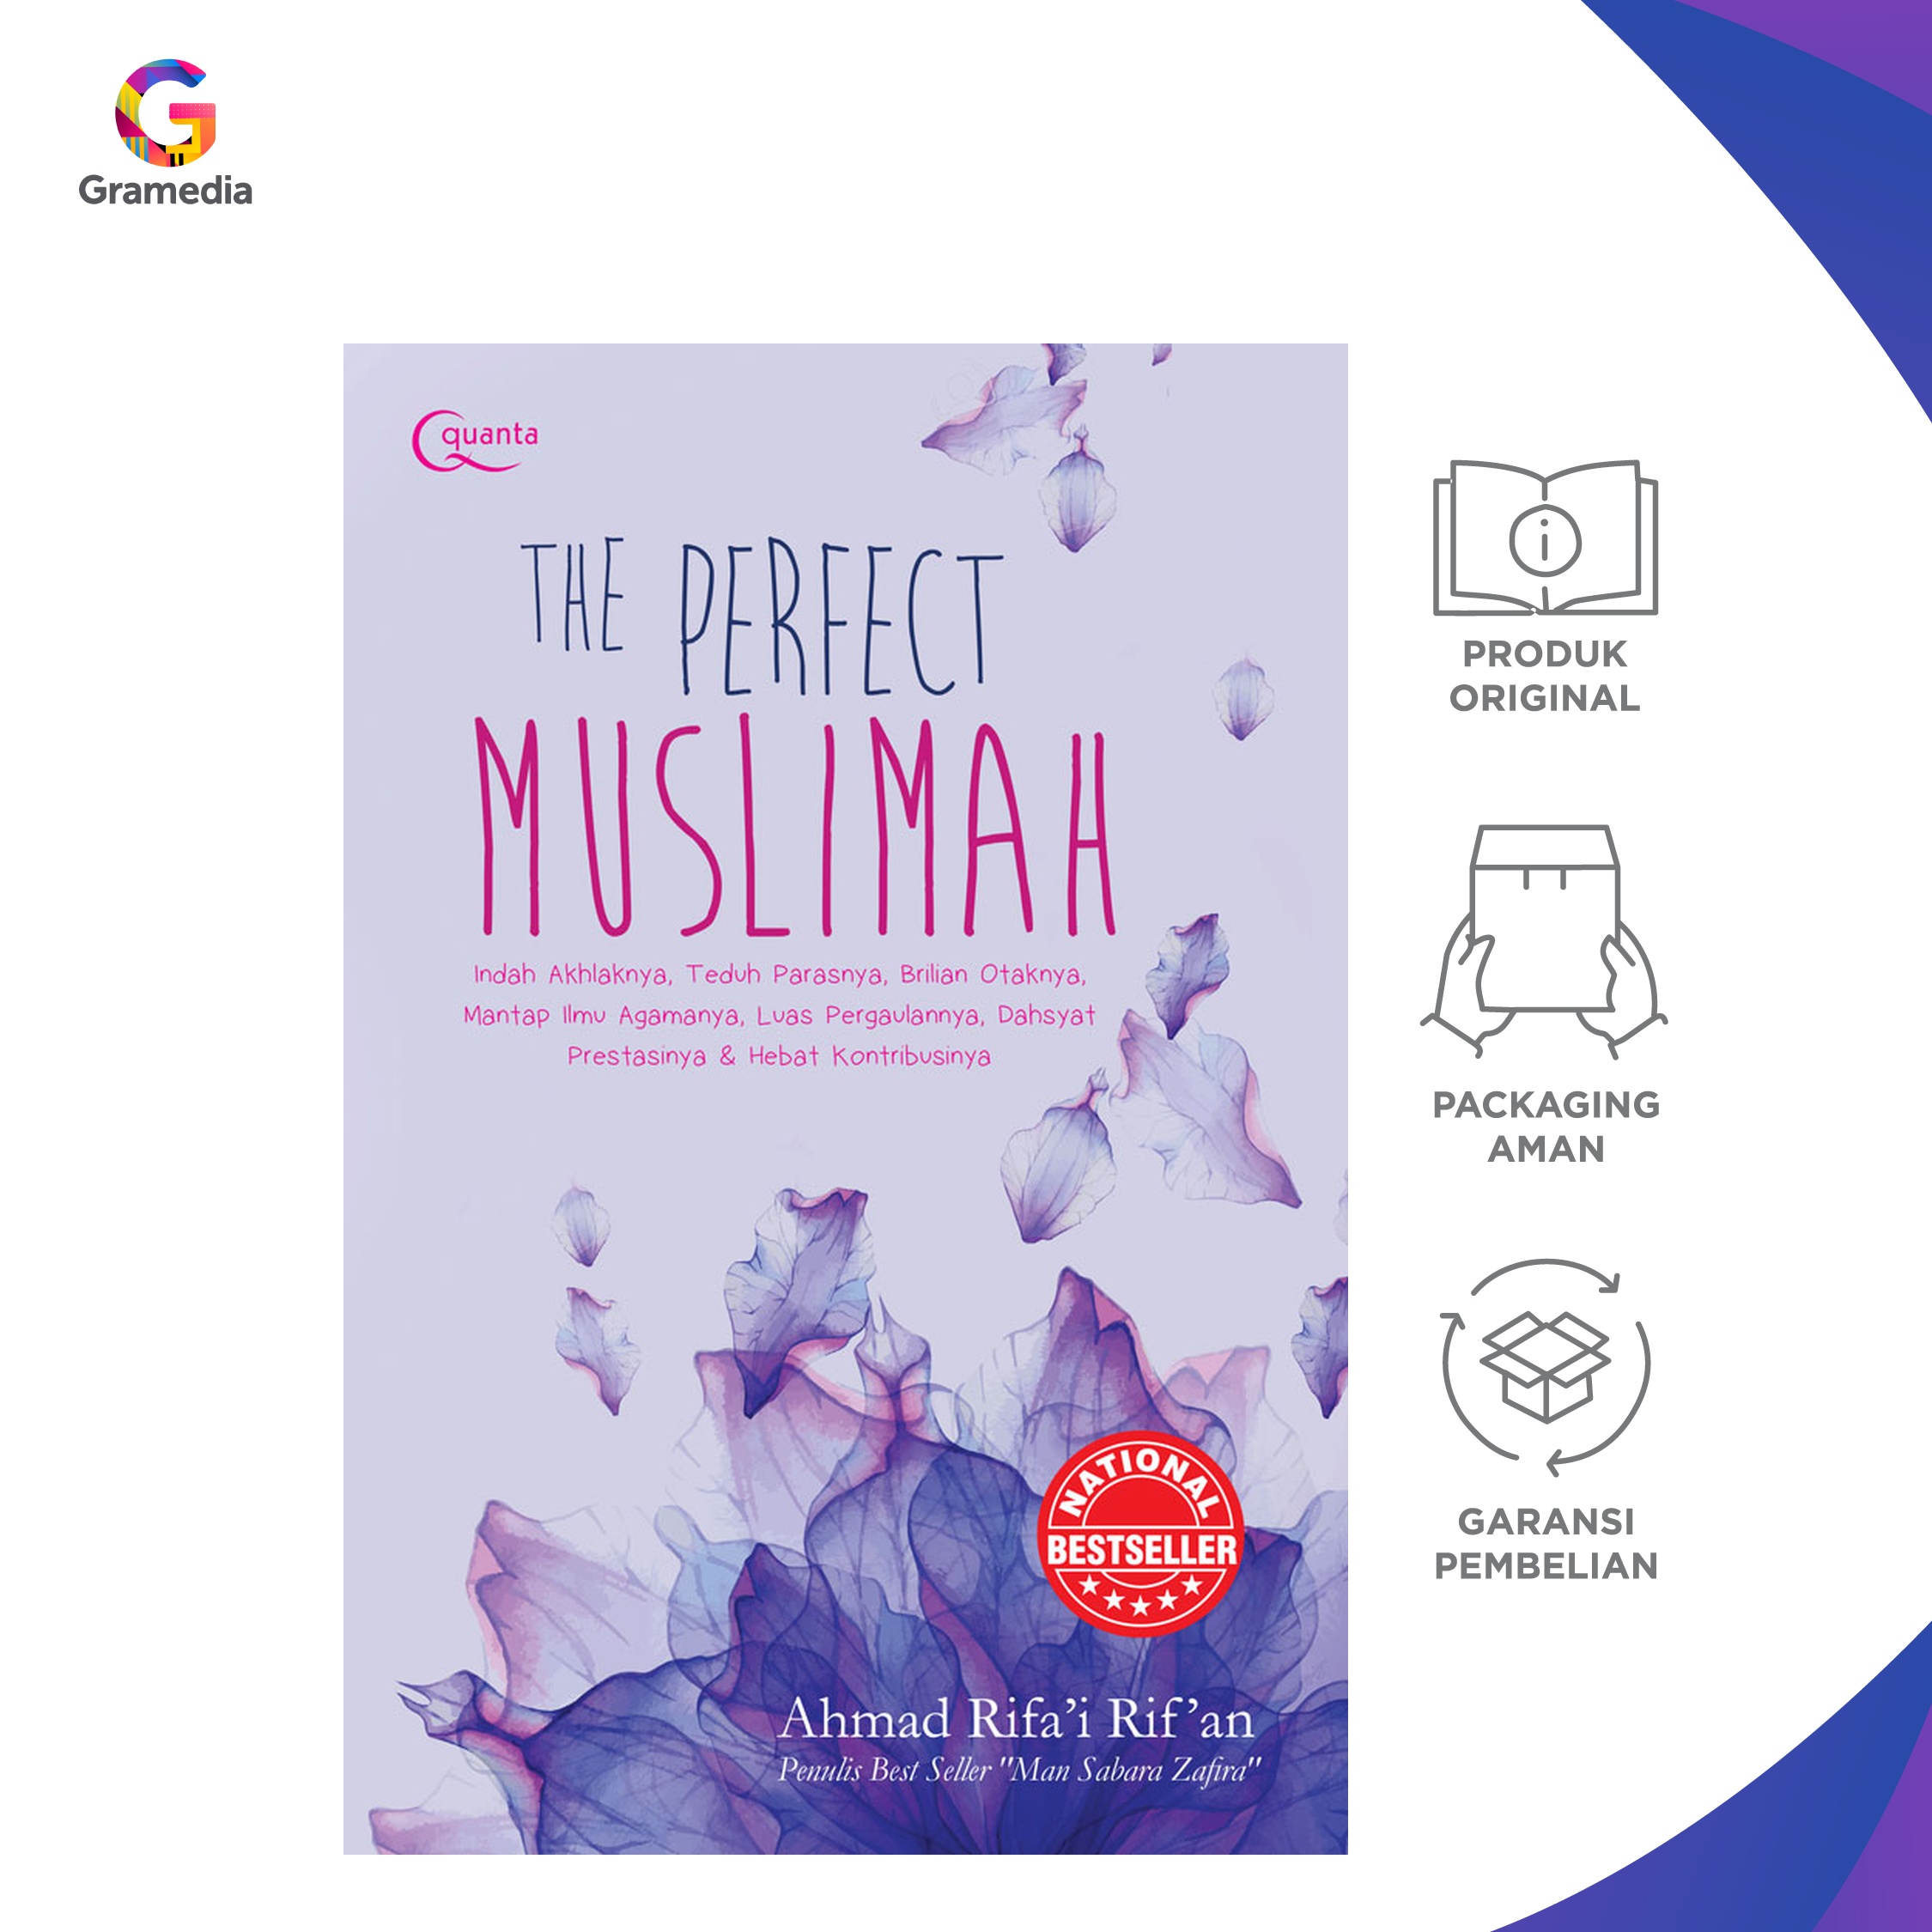 Gramedia
quanta
THE PERFECT
MUSLIMAH
Indah Akhlaknya, Teduh Parasnya, Brilian Otaknya,
Mantap Ilmu Agamanya, Luas Pergaulannya, Dahsyat
Prestasinya & Hebat Kontribusinya
NATIONAL
BESTSELLER
Ahmad Rifa'i Rif'an
Penulis Best Seller "Man Sabara Zafira"
PRODUK
ORIGINAL
PACKAGING
AMAN
GARANSI
PEMBELIAN